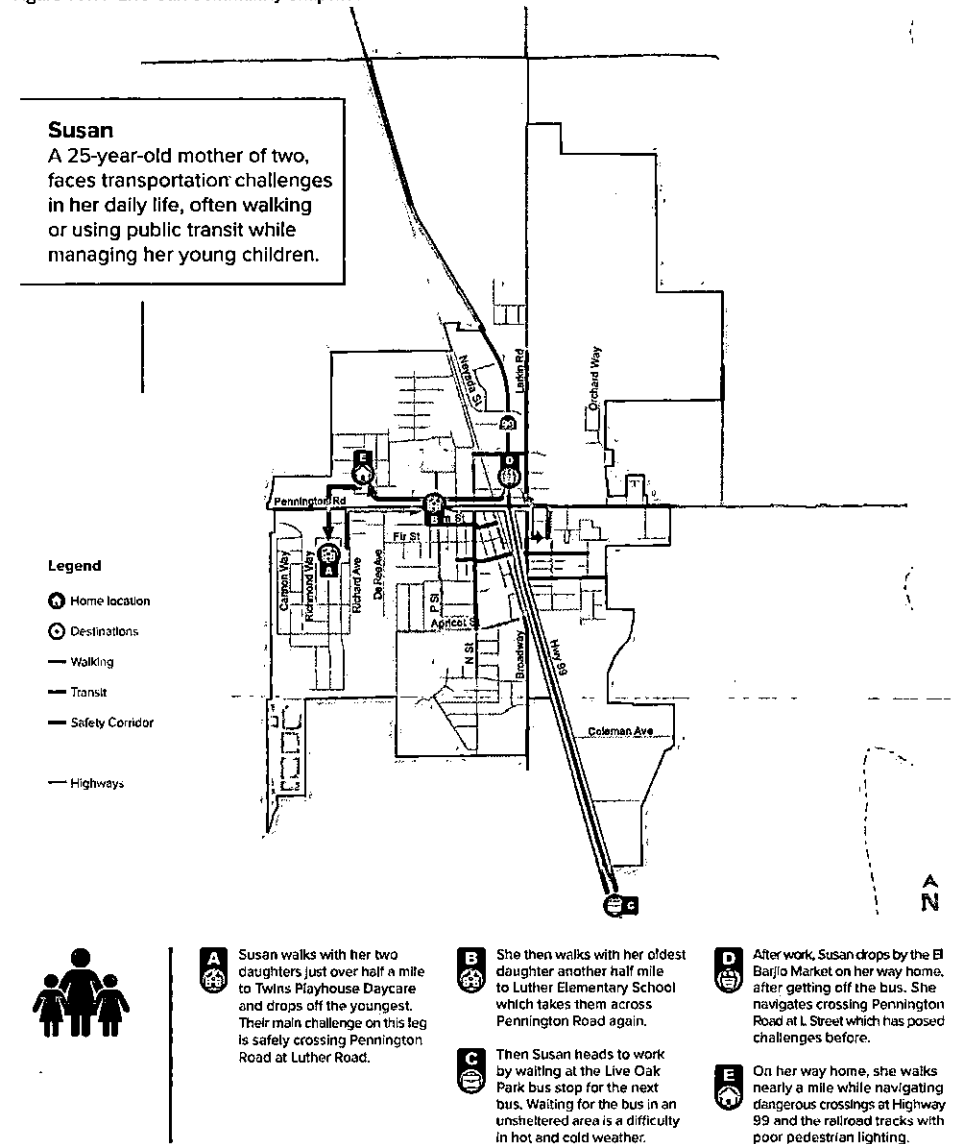 Susan
A 25-year-old mother of two,
faces transportation challenges
in her daily life, often walking
or using public transit while
managing her young children.
Nevada St
Larkin Rd
Orchard Way
E
D
Pennington Rd
Elm St
Fir St
A
Cannon Way
Richmond Way
Richard Ave
De Ree Ave
P St
Apricot St
N St
Broadway
Hwy 99
Coleman Ave
C
N
Legend
Home location
Destinations
Walking
Transit
Safety Corridor
Highways
A
Susan walks with her two
daughters just over half a mile
to Twins Playhouse Daycare
and drops off the youngest.
Their main challenge on this leg
is safely crossing Pennington
Road at Luther Road.
B
She then walks with her oldest
daughter another half mile
to Luther Elementary School
which takes them across
Pennington Road again.
C
Then Susan heads to work
by waiting at the Live Oak
Park bus stop for the next
bus. Waiting for the bus in an
unsheltered area is a difficulty
in hot and cold weather.
D
After work, Susan drops by the El
Barjio Market on her way home,
after getting off the bus. She
navigates crossing Pennington
Road at L Street which has posed
challenges before.
E
On her way home, she walks
nearly a mile while navigating
dangerous crossings at Highway
99 and the railroad tracks with
poor pedestrian lighting.